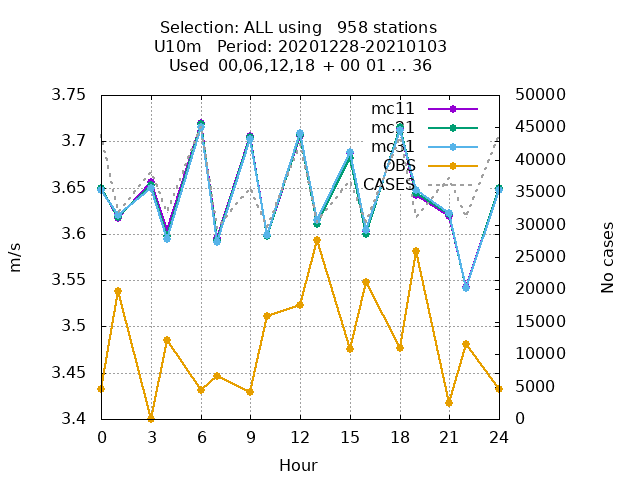 Selection: ALL using   958 stations
U10m   Period: 20201228-20210103
Used  00,06,12,18  + 00 01 ... 36
3.75
3.7
3.65
3.6
3.55
3.5
3.45
3.4
m/s
mc11
mc21
mc31
OBS
CASES
50000
45000
40000
35000
30000
25000
20000
15000
10000
5000
0
No cases
0 3 6 9 12 15 18 21 24
Hour